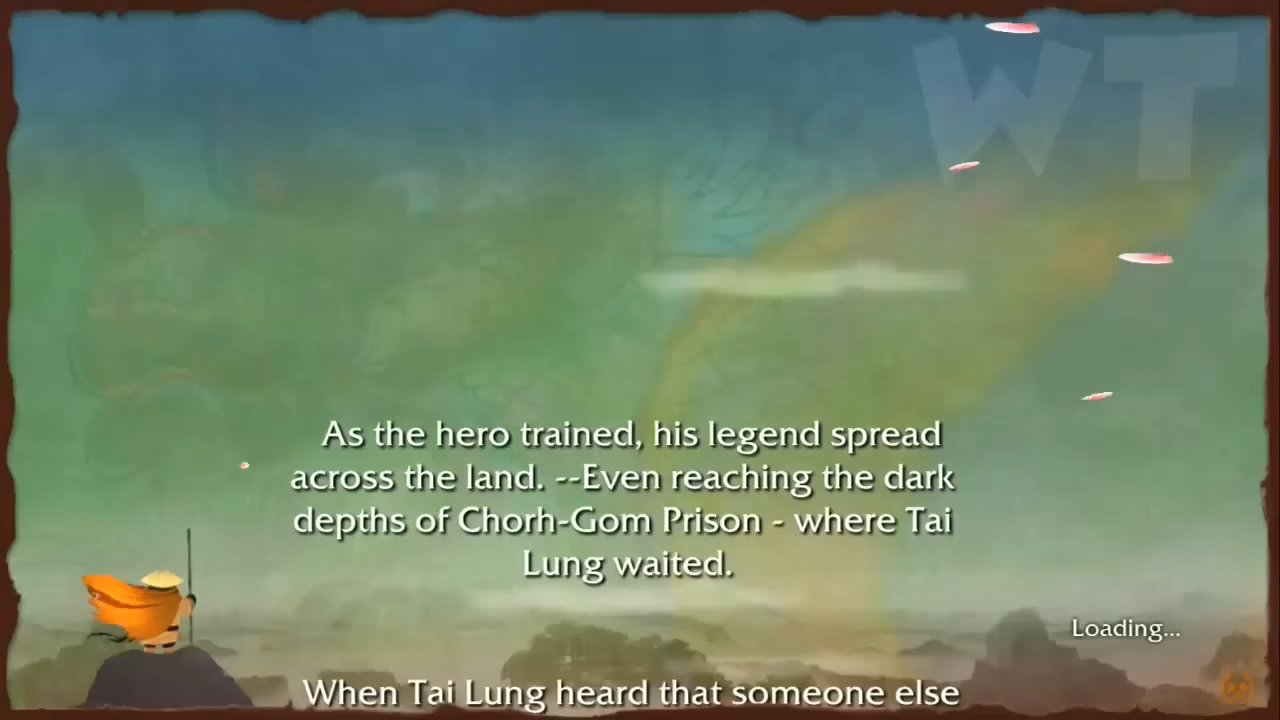 WT
As the hero trained, his legend spread
across the land. --Even reaching the dark
depths of Chorh-Gom Prison - where Tai
Lung waited.
Loading...
When Tai Lung heard that someone else